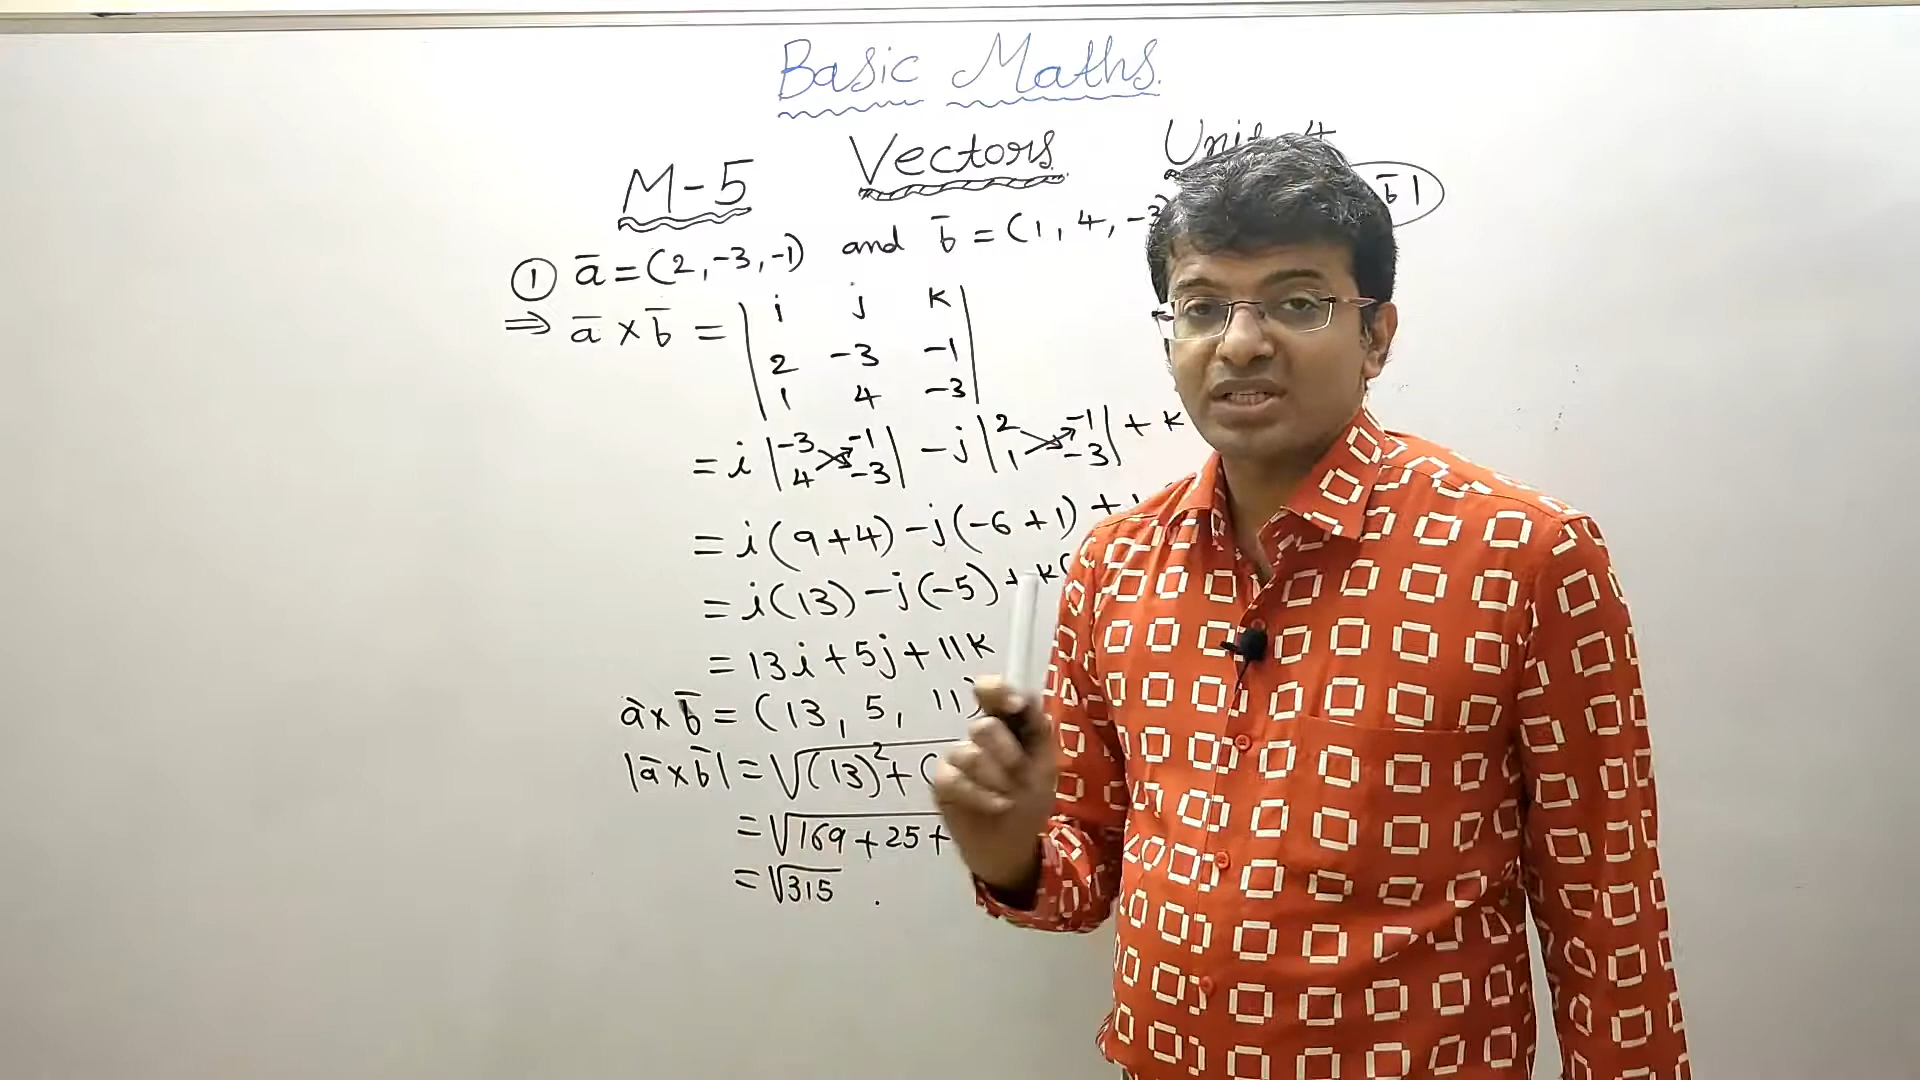 Basic Maths.
Vectors
M-5
b̄|
① ā = (2, -3, -1) and b̄ = (1, 4, -3
⇒ ā × b̄ = | i j k |
| 2 -3 -1 |
| 1 4 -3 |
= i | -3 -1 | - j | 2 -1 | + k
| 4 -3 | | 1 -3 |
= i(9+4) - j(-6+1) +
= i(13) - j(-5) + k(
= 13i + 5j + 11k
ā × b̄ = (13, 5, 11)
|ā × b̄| = √(13)² + (
= √169 + 25 +
= √315 .